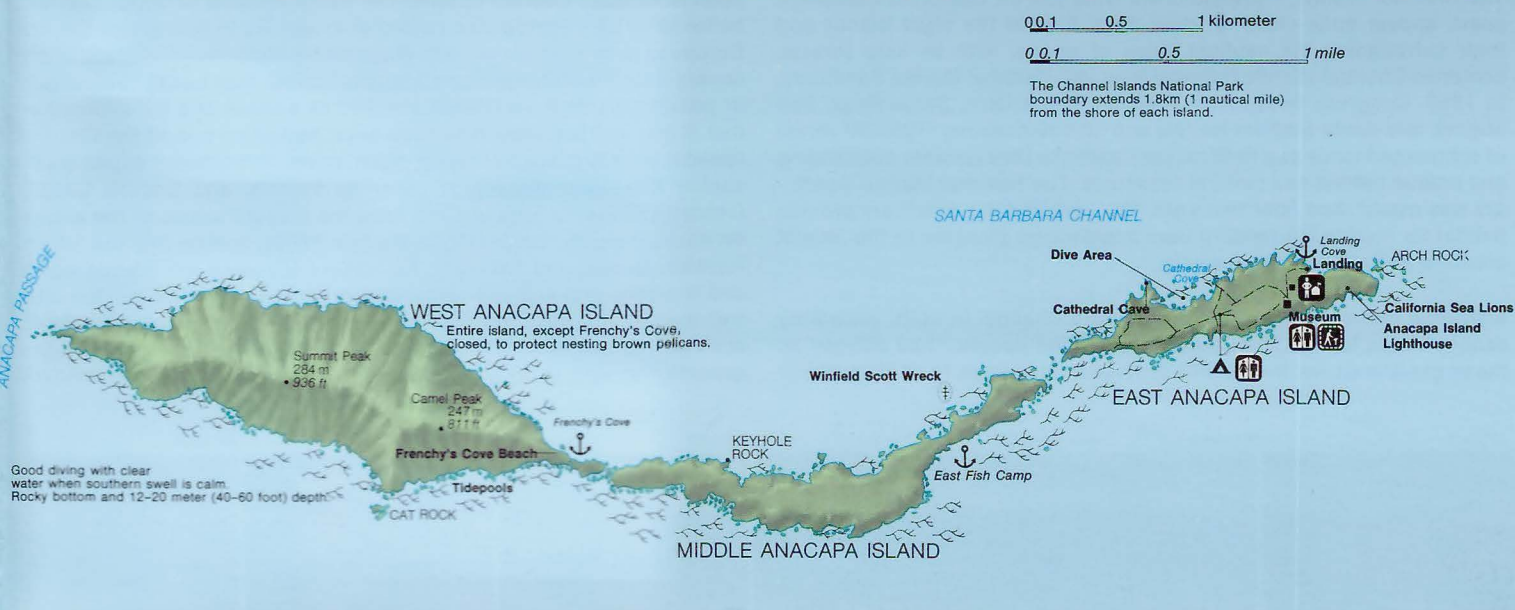 0 0.1 0.5 1 kilometer
0 0.1 0.5 1 mile
The Channel Islands National Park
boundary extends 1.8km (1 nautical mile)
from the shore of each island.
SANTA BARBARA CHANNEL
ANACAPA PASSAGE
WEST ANACAPA ISLAND
Entire island, except Frenchy's Cove,
closed, to protect nesting brown pelicans.
Summit Peak
284 m
936 ft
Camel Peak
247 m
811 ft
Frenchy's Cove
Frenchy's Cove Beach
Tidepools
CAT ROCK
Good diving with clear
water when southern swell is calm.
Rocky bottom and 12-20 meter (40-60 foot) depth.
KEYHOLE
ROCK
MIDDLE ANACAPA ISLAND
Winfield Scott Wreck
East Fish Camp
Dive Area
Cathedral
Cove
Cathedral Cave
Landing
Cove
Landing
ARCH ROCK
California Sea Lions
Museum
Anacapa Island
Lighthouse
EAST ANACAPA ISLAND